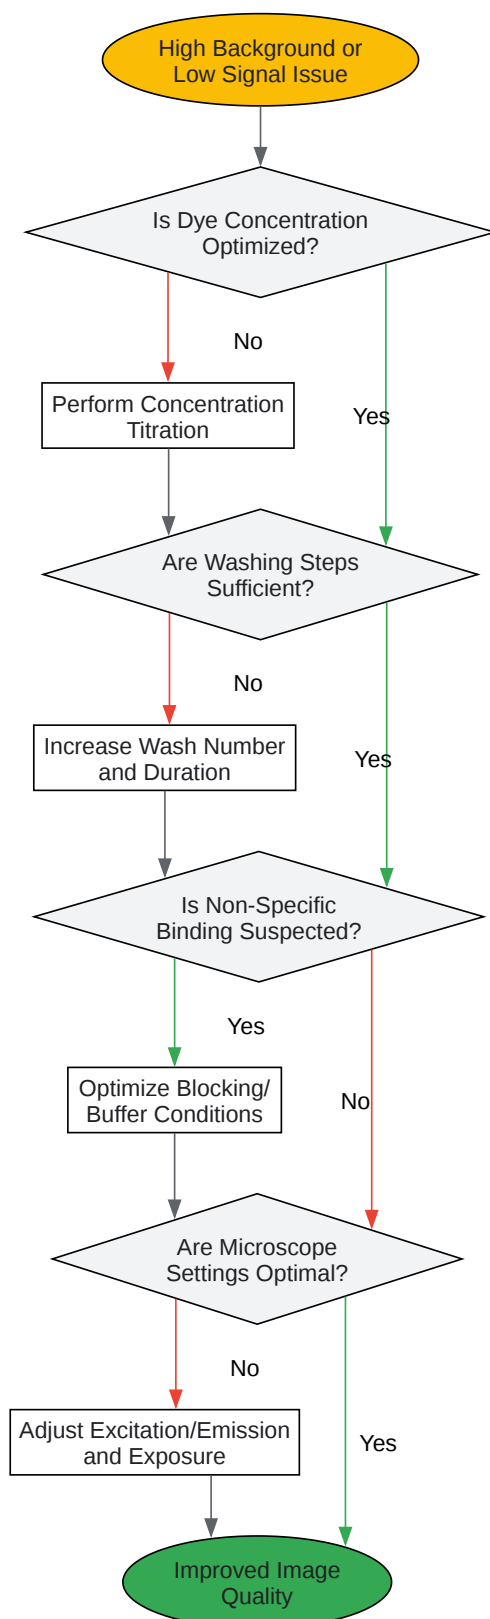 High Background or
Low Signal Issue
Is Dye Concentration
Optimized?
No
Perform Concentration
Titration
Yes
Are Washing Steps
Sufficient?
No
Increase Wash Number
and Duration
Yes
Is Non-Specific
Binding Suspected?
Yes
Optimize Blocking/
Buffer Conditions
No
Are Microscope
Settings Optimal?
No
Adjust Excitation/Emission
and Exposure
Yes
Improved Image
Quality